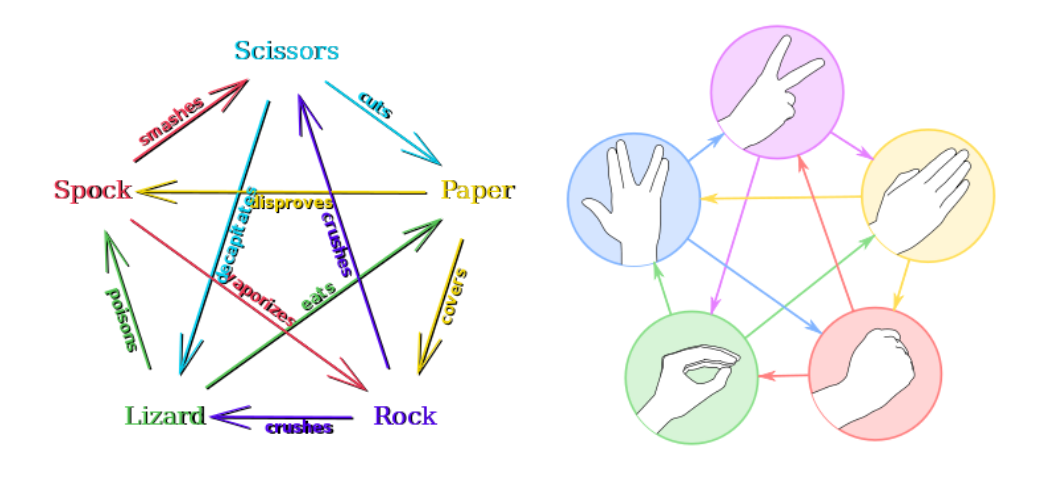 Scissors
smashes
cuts
Spock
Paper
disproves
decapitates
crushes
vaporizes
eats
covers
poisons
Lizard
Rock
crushes